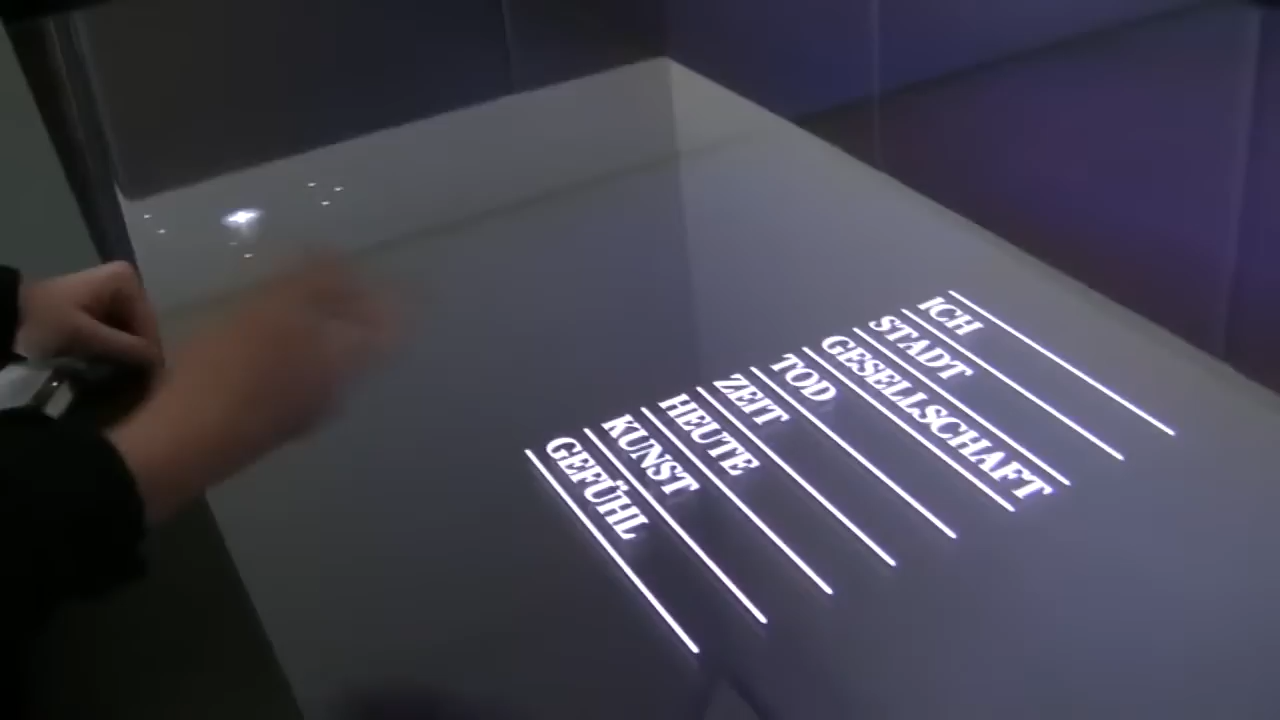 ICH
STADT
GESELLSCHAFT
TOD
ZEIT
HEUTE
KUNST
GEFÜHL